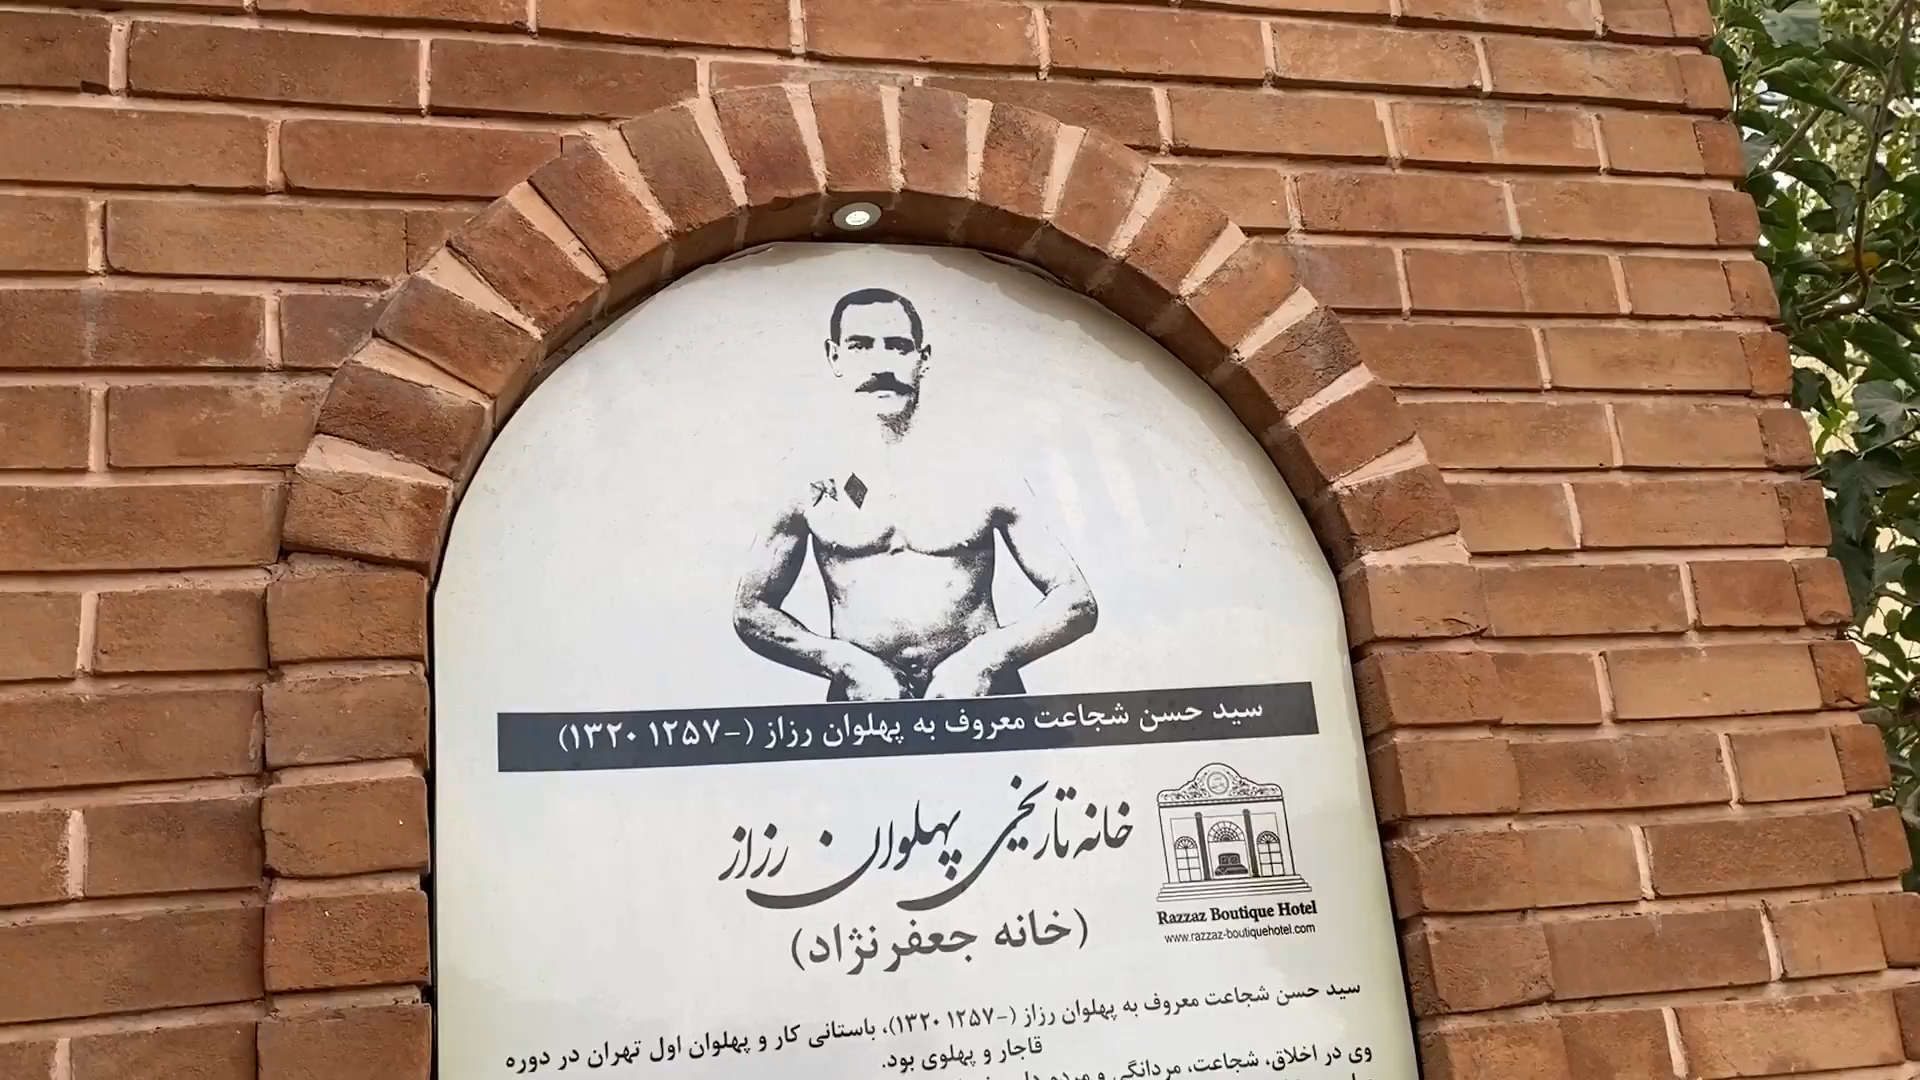 سید حسن شجاعت معروف به پهلوان رزاز (-۱۲۵۷ ۱۳۲۰)
خانه تاریخی پهلوان رزاز
(خانه جعفرنژاد)
Razzaz Boutique Hotel
www.razzaz-boutiquehotel.com
سید حسن شجاعت معروف به پهلوان رزاز (-۱۲۵۷ ۱۳۲۰)، باستانی کار و پهلوان اول تهران در دوره
قاجار و پهلوی بود.
وی در اخلاق، شجاعت، مردانگی و